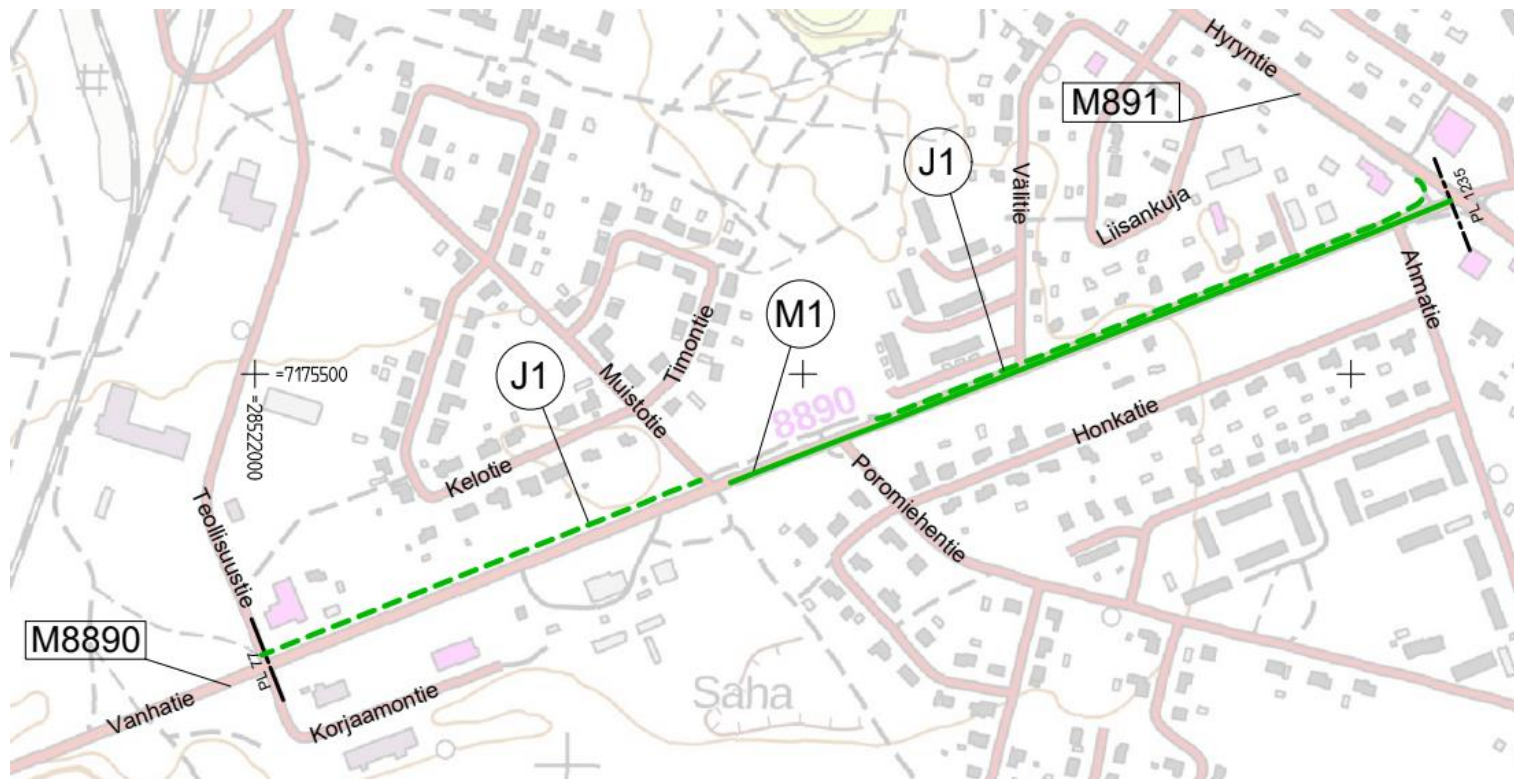 Hyryntie
M891
J1
Välitie
PL 1235
Liisankuja
Ahmatie
M1
Timontie
J1
=7175500
Muistotie
=28522000
8890
Honkatie
Kelotie
Poromiehentie
Teollisuustie
M8890
PL 77
Saha
Vanhatie
Korjaamontie